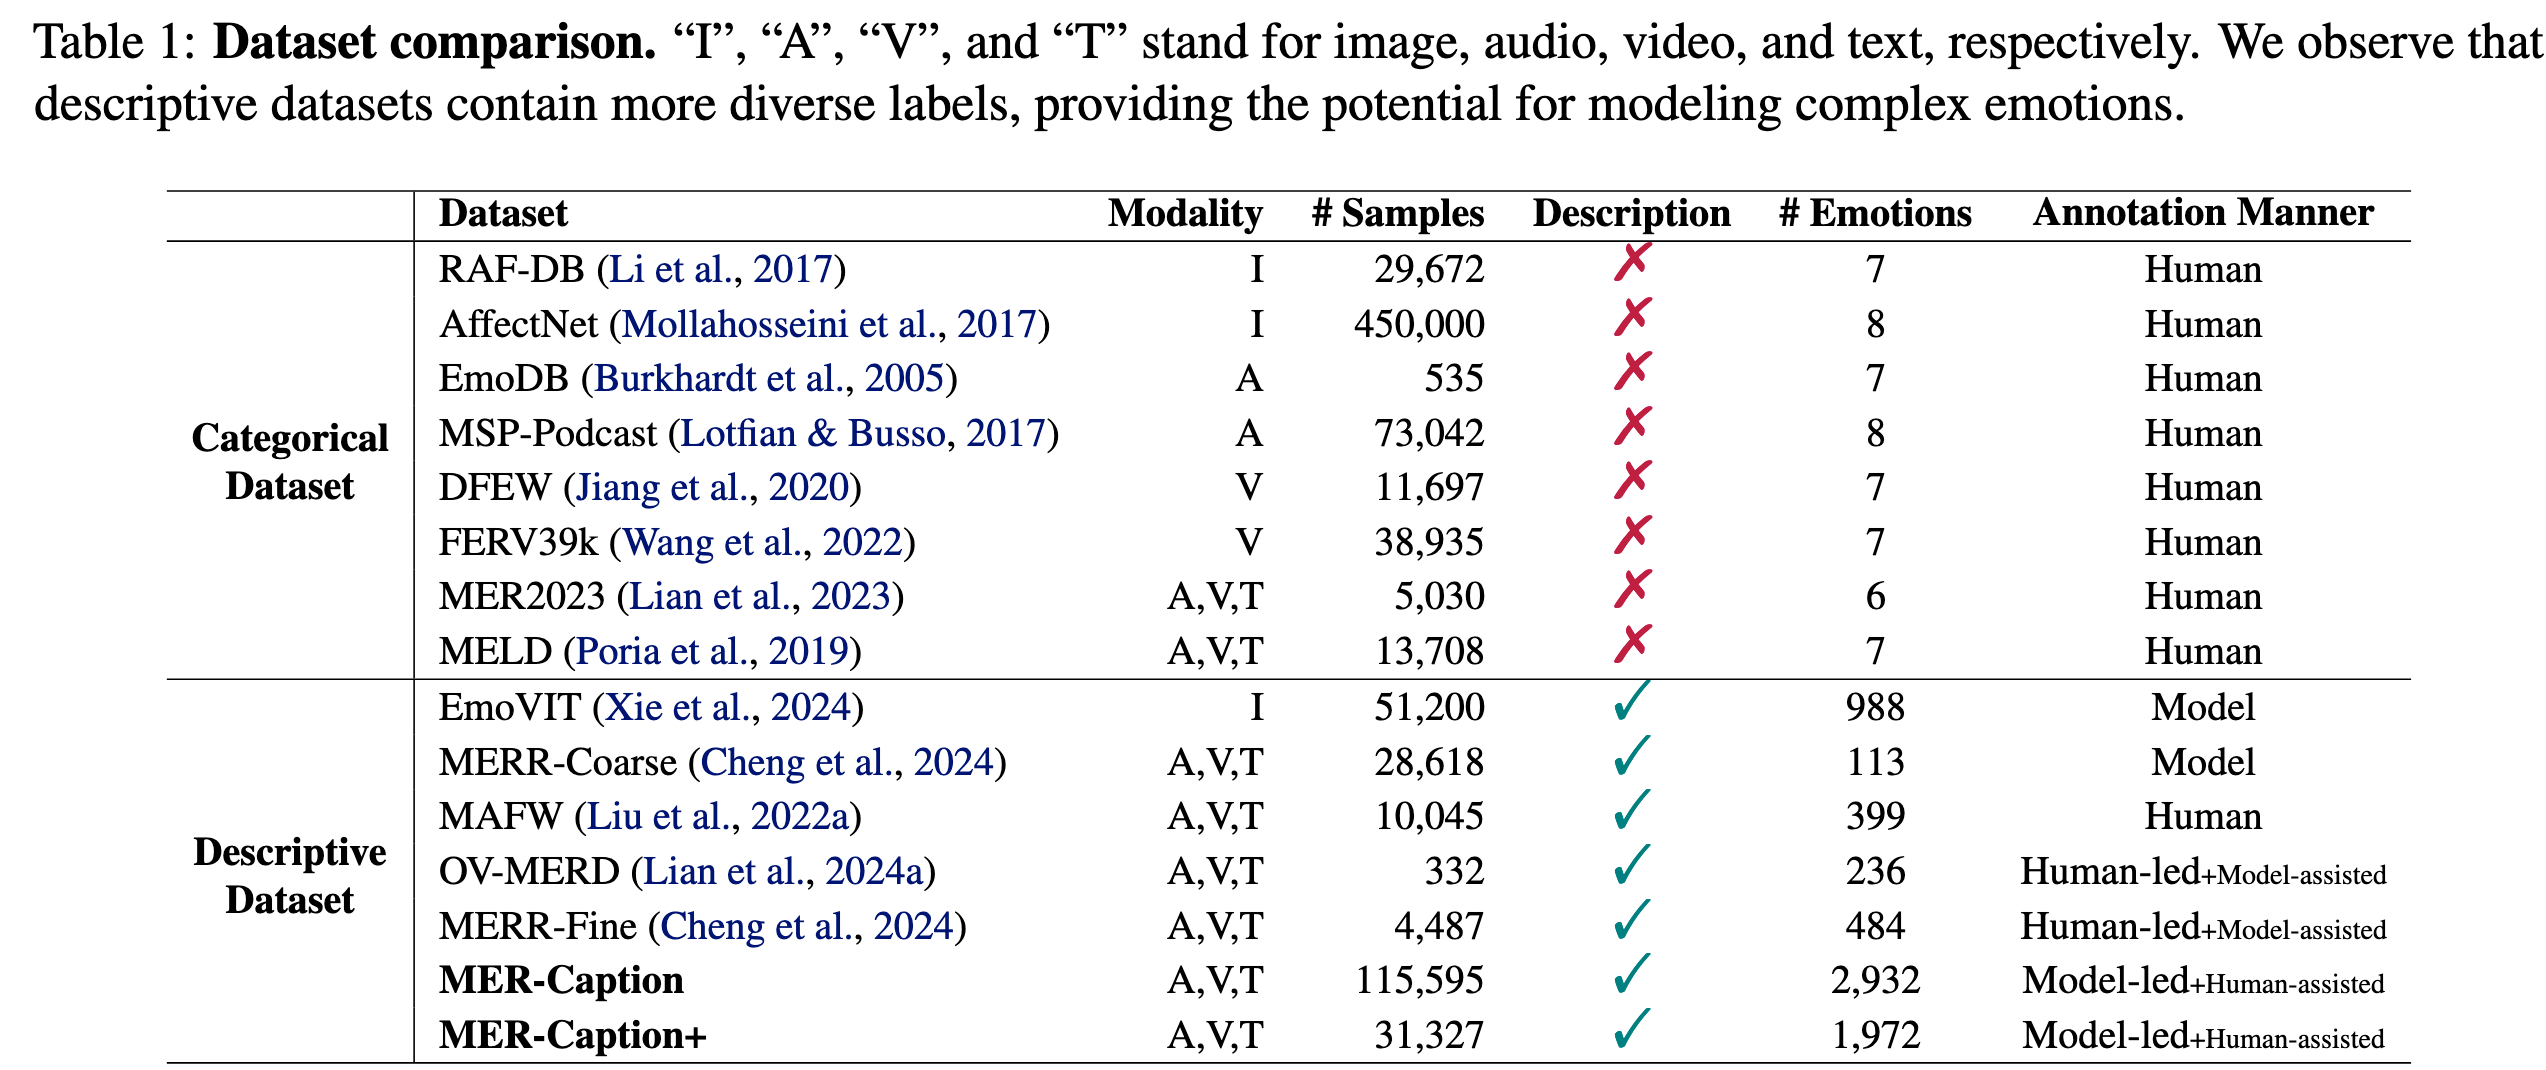 Table 1: Dataset comparison. “I”, “A”, “V”, and “T” stand for image, audio, video, and text, respectively. We observe that
descriptive datasets contain more diverse labels, providing the potential for modeling complex emotions.
Dataset Modality # Samples Description # Emotions Annotation Manner
Categorical Dataset
RAF-DB (Li et al., 2017) I 29,672 ✗ 7 Human
AffectNet (Mollahosseini et al., 2017) I 450,000 ✗ 8 Human
EmoDB (Burkhardt et al., 2005) A 535 ✗ 7 Human
MSP-Podcast (Lotfian & Busso, 2017) A 73,042 ✗ 8 Human
DFEW (Jiang et al., 2020) V 11,697 ✗ 7 Human
FERV39k (Wang et al., 2022) V 38,935 ✗ 7 Human
MER2023 (Lian et al., 2023) A,V,T 5,030 ✗ 6 Human
MELD (Poria et al., 2019) A,V,T 13,708 ✗ 7 Human
Descriptive Dataset
EmoVIT (Xie et al., 2024) I 51,200 ✓ 988 Model
MERR-Coarse (Cheng et al., 2024) A,V,T 28,618 ✓ 113 Model
MAFW (Liu et al., 2022a) A,V,T 10,045 ✓ 399 Human
OV-MERD (Lian et al., 2024a) A,V,T 332 ✓ 236 Human-led+Model-assisted
MERR-Fine (Cheng et al., 2024) A,V,T 4,487 ✓ 484 Human-led+Model-assisted
MER-Caption A,V,T 115,595 ✓ 2,932 Model-led+Human-assisted
MER-Caption+ A,V,T 31,327 ✓ 1,972 Model-led+Human-assisted